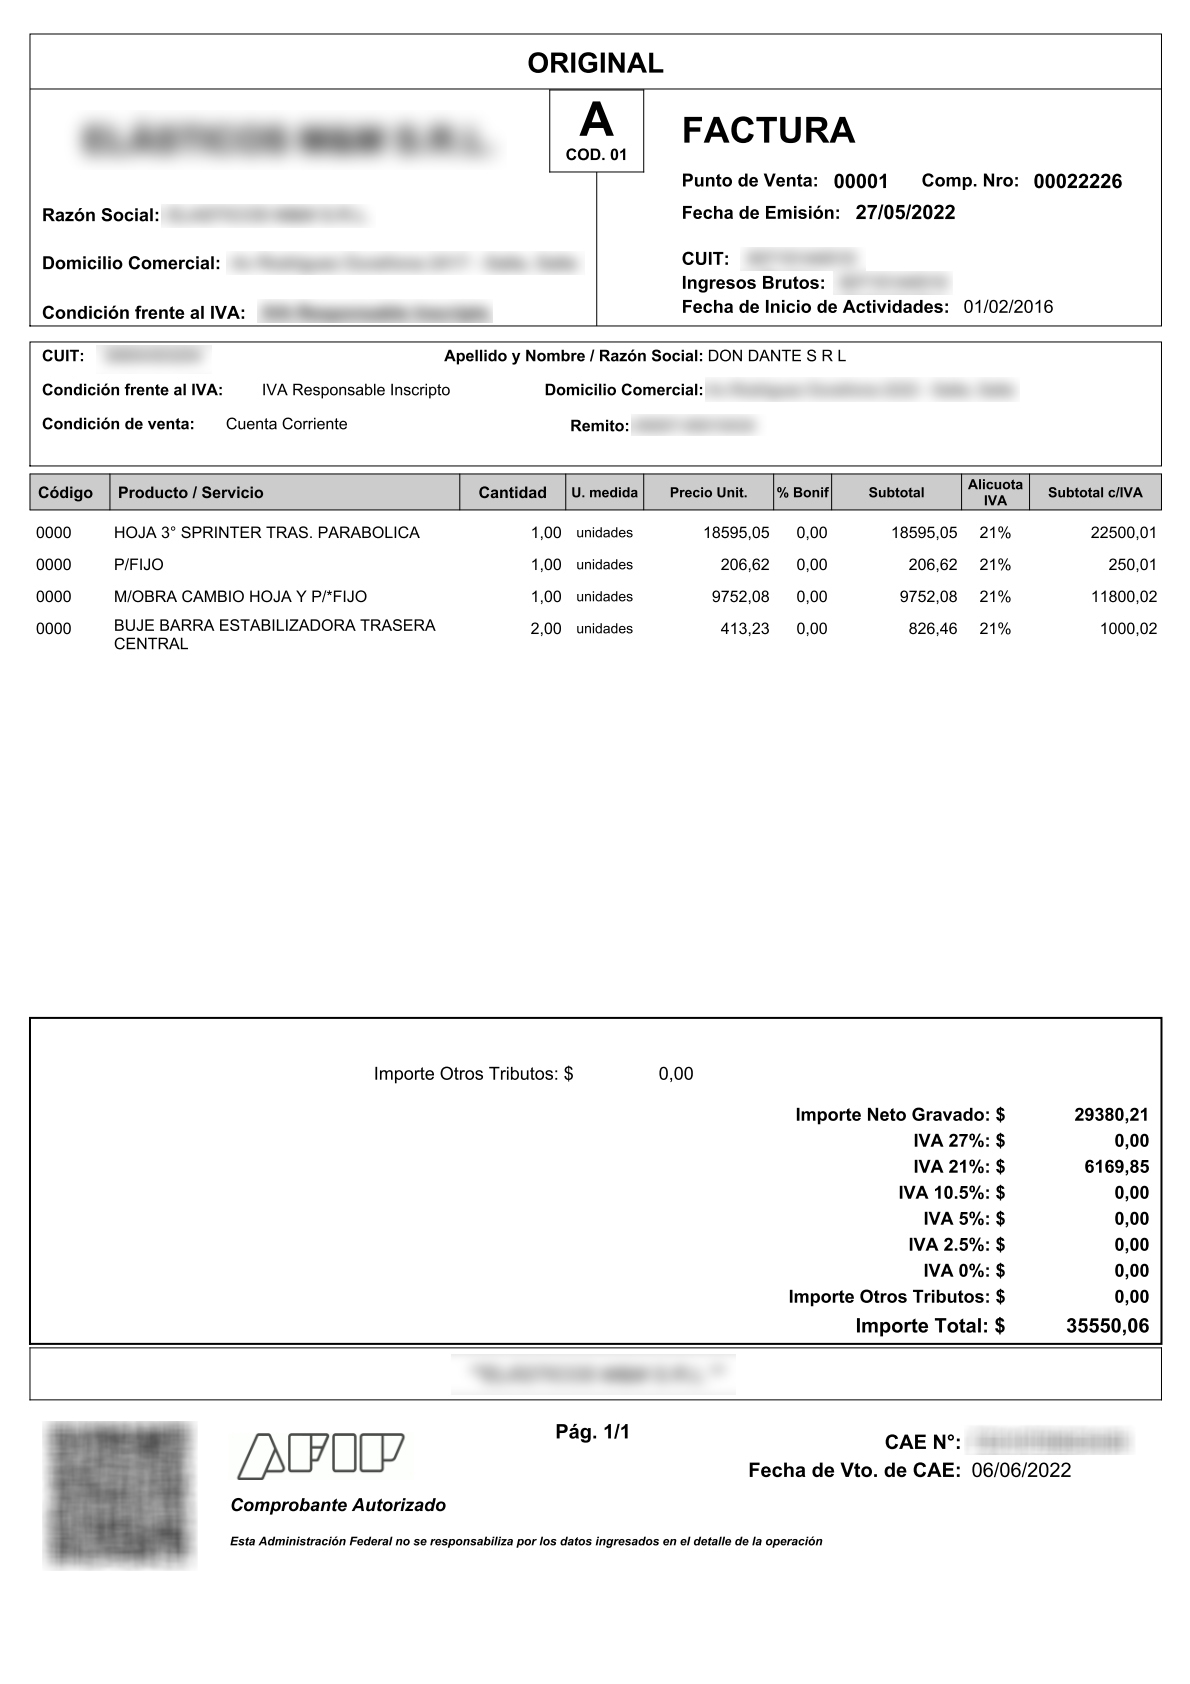 ORIGINAL
A
COD. 01
FACTURA
Punto de Venta: 00001 Comp. Nro: 00022226
Razón Social:
Fecha de Emisión: 27/05/2022
Domicilio Comercial:
CUIT:
Ingresos Brutos:
Condición frente al IVA:
Fecha de Inicio de Actividades: 01/02/2016
CUIT: Apellido y Nombre / Razón Social: DON DANTE S R L
Condición frente al IVA: IVA Responsable Inscripto Domicilio Comercial:
Condición de venta: Cuenta Corriente Remito:
Código Producto / Servicio Cantidad U. medida Precio Unit. % Bonif Subtotal Alicuota IVA Subtotal c/IVA
0000 HOJA 3° SPRINTER TRAS. PARABOLICA 1,00 unidades 18595,05 0,00 18595,05 21% 22500,01
0000 P/FIJO 1,00 unidades 206,62 0,00 206,62 21% 250,01
0000 M/OBRA CAMBIO HOJA Y P/*FIJO 1,00 unidades 9752,08 0,00 9752,08 21% 11800,02
0000 BUJE BARRA ESTABILIZADORA TRASERA 2,00 unidades 413,23 0,00 826,46 21% 1000,02
CENTRAL
Importe Otros Tributos: $ 0,00
Importe Neto Gravado: $ 29380,21
IVA 27%: $ 0,00
IVA 21%: $ 6169,85
IVA 10.5%: $ 0,00
IVA 5%: $ 0,00
IVA 2.5%: $ 0,00
IVA 0%: $ 0,00
Importe Otros Tributos: $ 0,00
Importe Total: $ 35550,06
AFIP
Pág. 1/1
CAE N°:
Fecha de Vto. de CAE: 06/06/2022
Comprobante Autorizado
Esta Administración Federal no se responsabiliza por los datos ingresados en el detalle de la operación